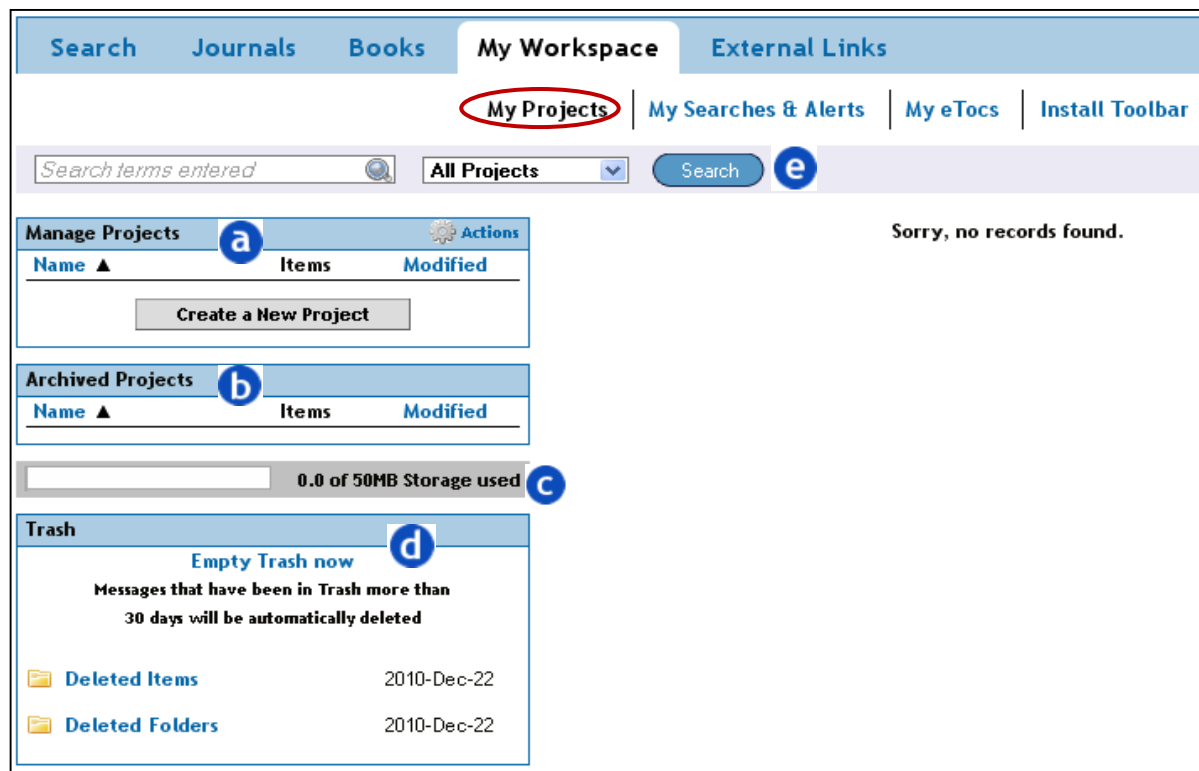 Search Journals Books My Workspace External Links
My Projects My Searches & Alerts My eTocs Install Toolbar
Search terms entered All Projects Search e
Manage Projects a Actions
Name ▲ Items Modified
Create a New Project
Sorry, no records found.
Archived Projects b
Name ▲ Items Modified
0.0 of 50MB Storage used c
Trash d
Empty Trash now
Messages that have been in Trash more than
30 days will be automatically deleted
Deleted Items 2010-Dec-22
Deleted Folders 2010-Dec-22